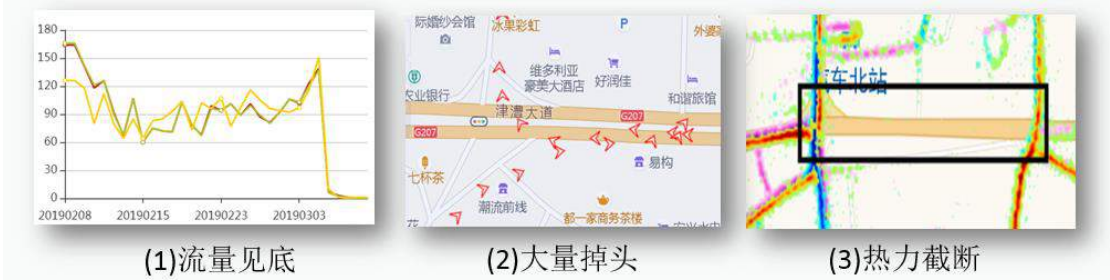 180
150
120
90
60
30
0
20190208
20190215
20190223
20190303
(1)流量见底
际婚纱会馆
冰果彩虹
P
外婆
维多利亚
豪美大酒店
好润佳
农业银行
和谐旅馆
津澧大道
G207
G207
易构
七杯茶
潮流前线
都一家商务茶楼
(2)大量掉头
汽车北站
(3)热力截断